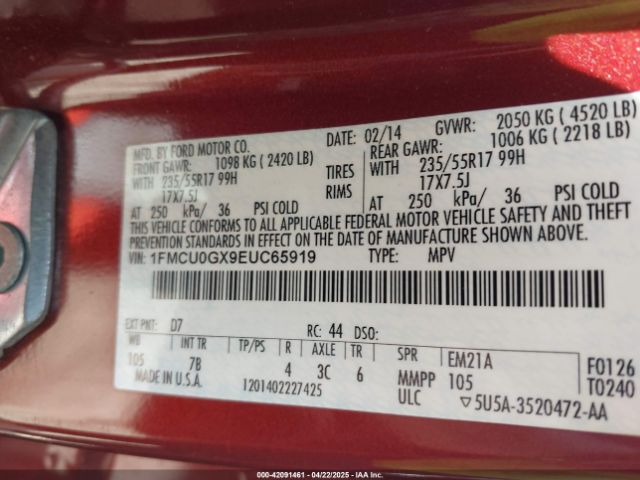 MFD. BY FORD MOTOR CO. DATE: 02/14 GVWR: 2050 KG ( 4520 LB)
FRONT GAWR: 1098 KG ( 2420 LB) REAR GAWR: 1006 KG ( 2218 LB)
WITH 235/55R17 99H TIRES WITH 235/55R17 99H
17X7.5J RIMS 17X7.5J
AT 250 kPa/ 36 PSI COLD AT 250 kPa/ 36 PSI COLD
THIS VEHICLE CONFORMS TO ALL APPLICABLE FEDERAL MOTOR VEHICLE SAFETY AND THEFT
PREVENTION STANDARDS IN EFFECT ON THE DATE OF MANUFACTURE SHOWN ABOVE.
VIN: 1FMCU0GX9EUC65919 TYPE: MPV
EXT PNT: D7 RC: 44 DSO:
WB INT TR TP/PS R AXLE TR SPR EM21A
105 7B 4 3C 6 MMPP 105 F0126
MADE IN U.S.A. 1201402227425 ULC ▽5U5A-3520472-AA T0240
000-42091461 - 04/22/2025 - IAAI, Inc.